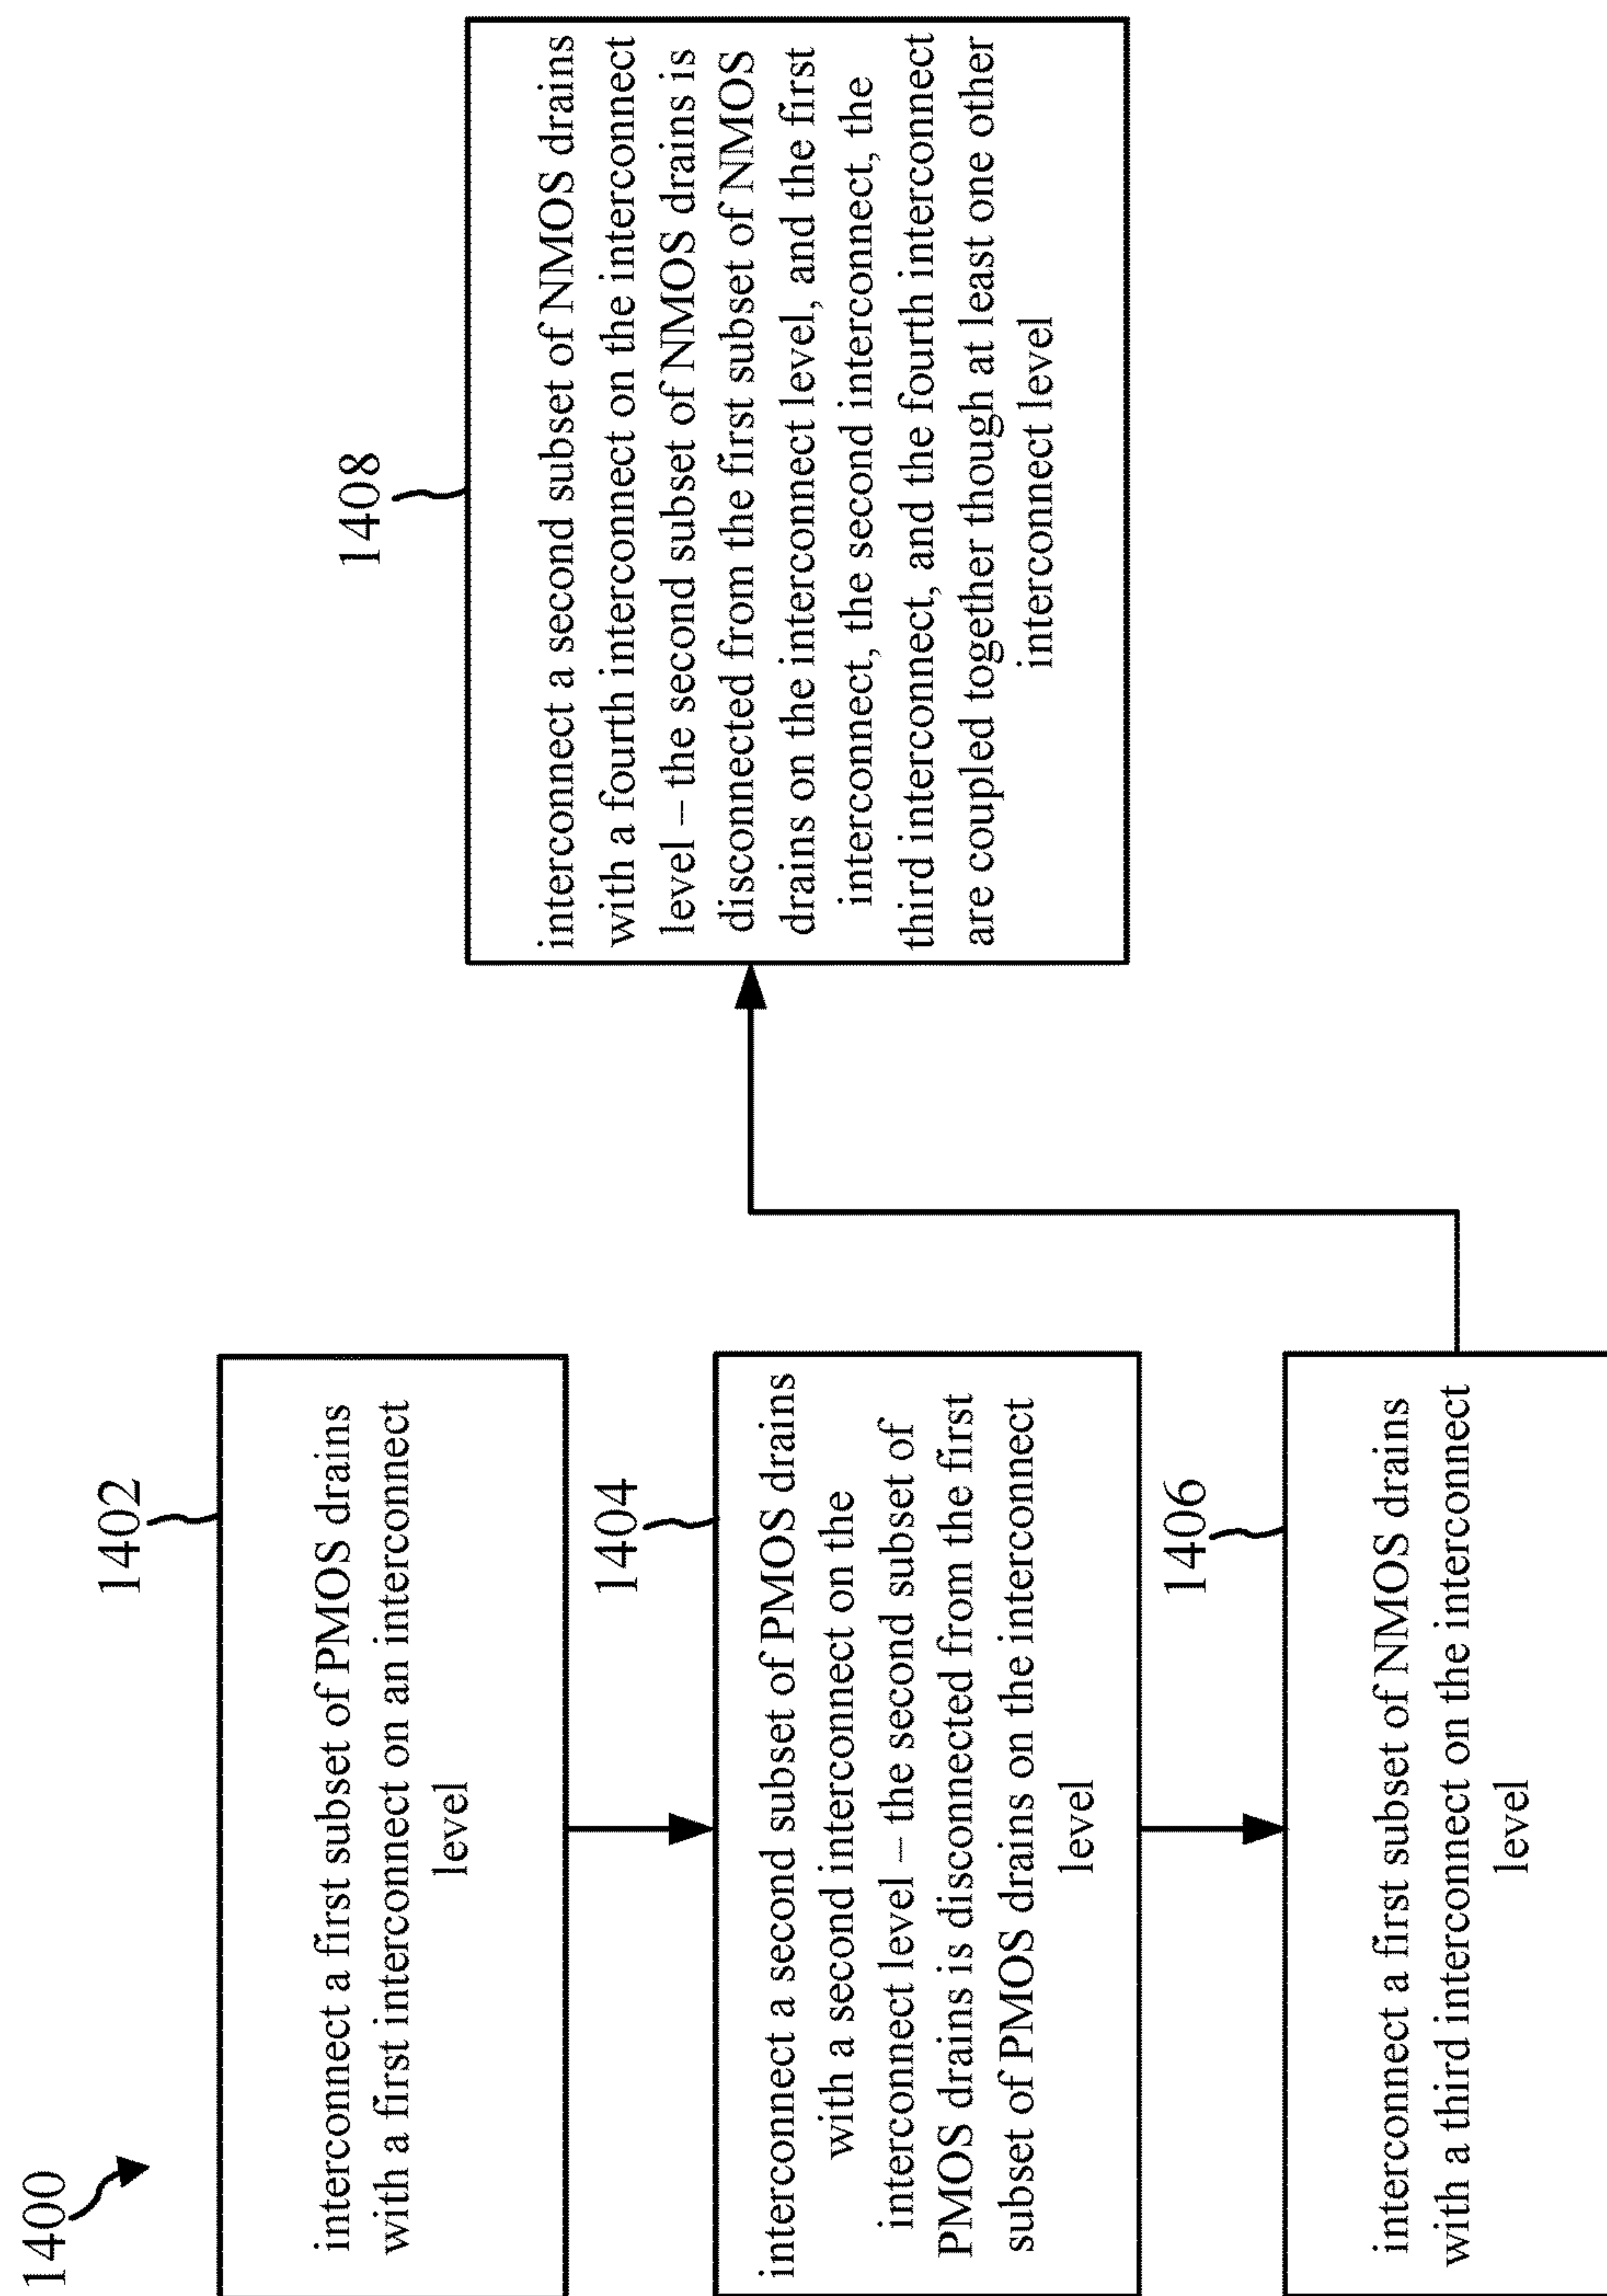 1400
1402
interconnect a first subset of PMOS drains
with a first interconnect on an interconnect
level
1404
interconnect a second subset of PMOS drains
with a second interconnect on the
interconnect level – the second subset of
PMOS drains is disconnected from the first
subset of PMOS drains on the interconnect
level
1406
interconnect a first subset of NMOS drains
with a third interconnect on the interconnect
level
1408
interconnect a second subset of NMOS drains
with a fourth interconnect on the interconnect
level – the second subset of NMOS drains is
disconnected from the first subset of NMOS
drains on the interconnect level, and the first
interconnect, the second interconnect, the
third interconnect, and the fourth interconnect
are coupled together though at least one other
interconnect level